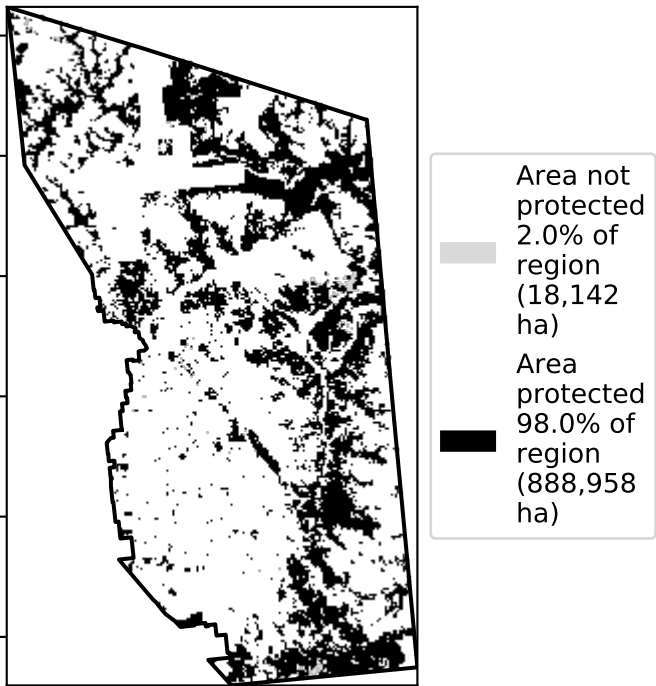 Area not
protected
2.0% of
region
(18,142
ha)
Area
protected
98.0% of
region
(888,958
ha)